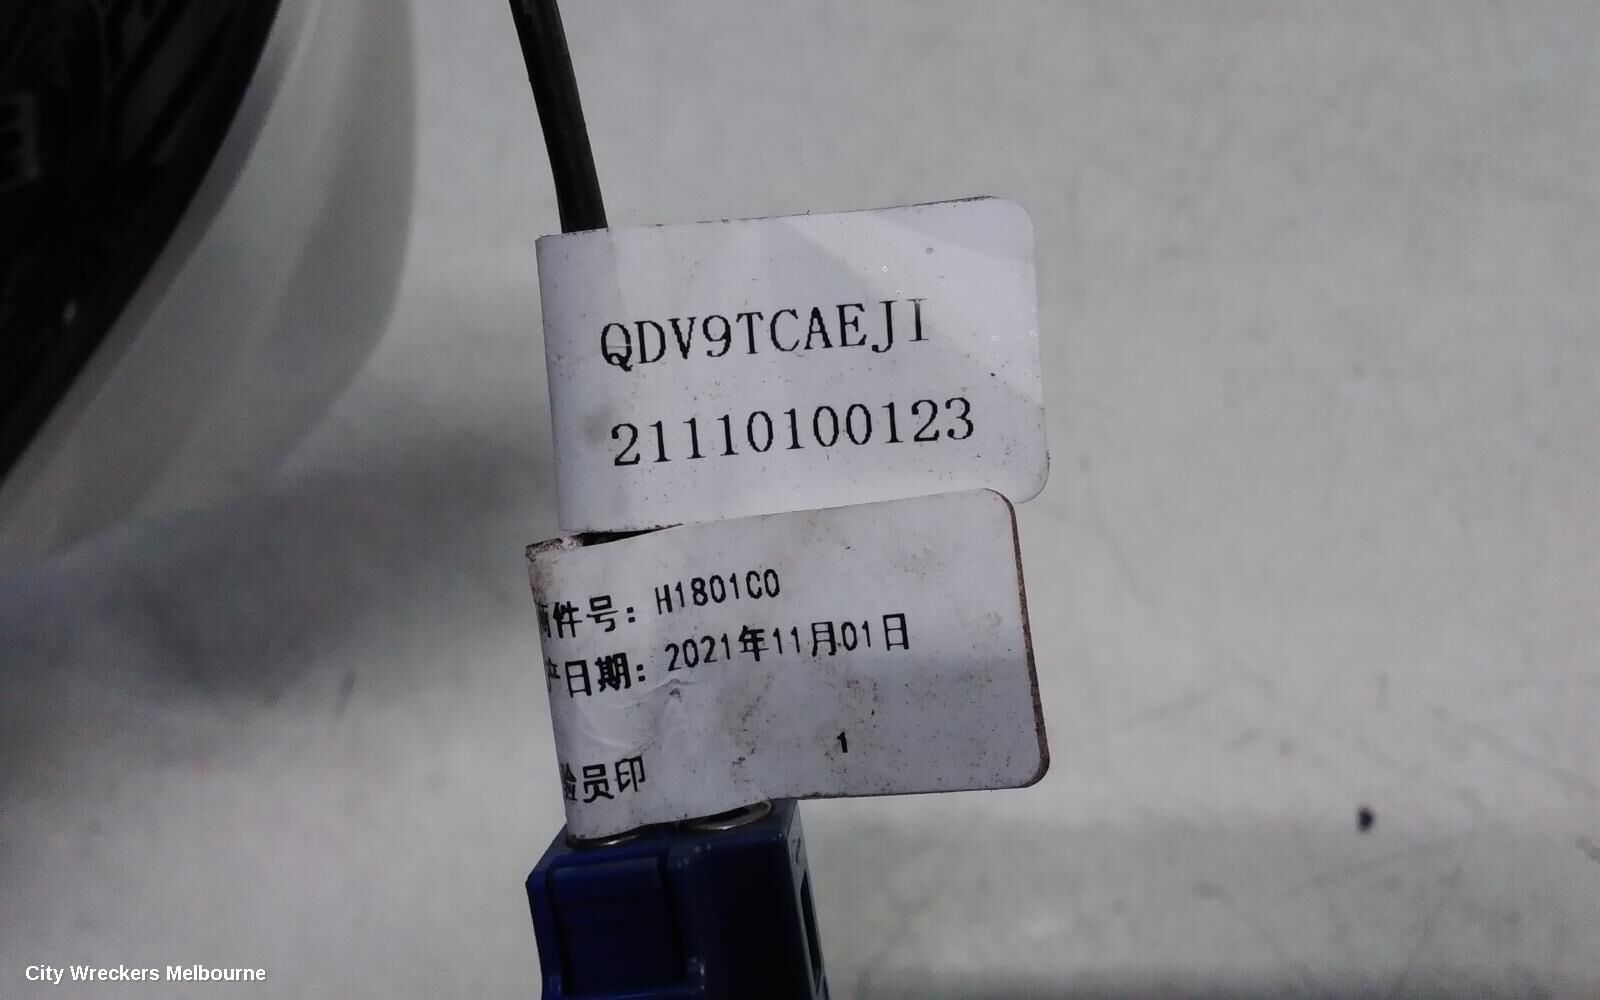 QDV9TCAEJI
21110100123
件号: H1801C0
日期: 2021年11月01日
1
员印
City Wreckers Melbourne